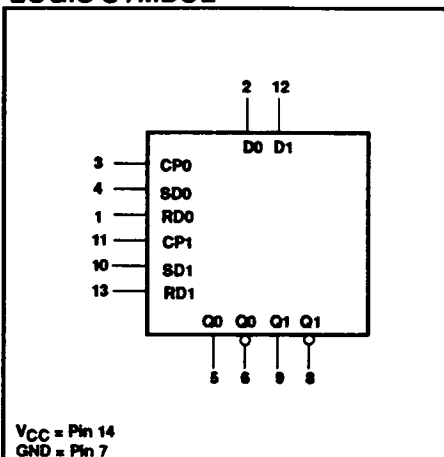 LOGIC SYMBOL
2 12
D0 D1
3 CP0
4 SD0
1 RD0
11 CP1
10 SD1
13 RD1
Q0 Q0 Q1 Q1
5 6 9 8
VCC = Pin 14
GND = Pin 7